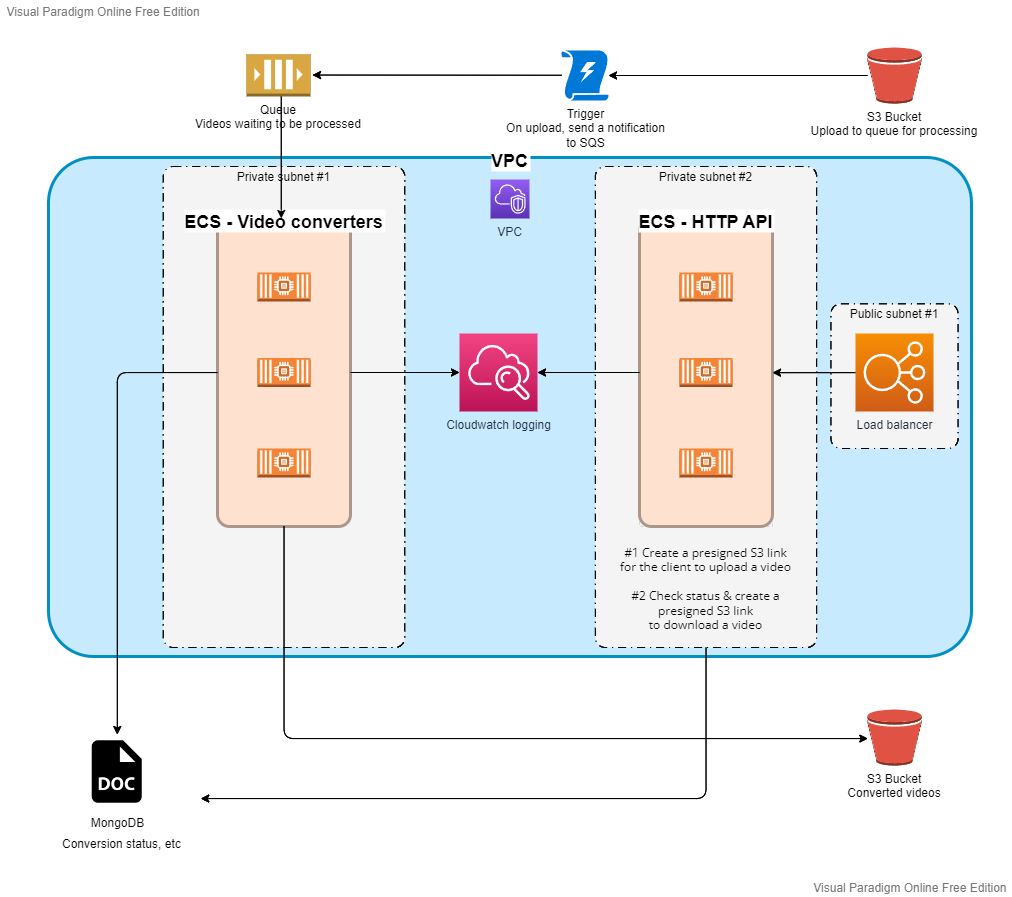 Visual Paradigm Online Free Edition
Queue
Videos waiting to be processed
Trigger
On upload, send a notification
to SQS
S3 Bucket
Upload to queue for processing
VPC
Private subnet #1
Private subnet #2
VPC
ECS - Video converters
ECS - HTTP API
Public subnet #1
Cloudwatch logging
Load balancer
#1 Create a presigned S3 link
for the client to upload a video
#2 Check status & create a
presigned S3 link
to download a video
DOC
MongoDB
Conversion status, etc
S3 Bucket
Converted videos
Visual Paradigm Online Free Edition